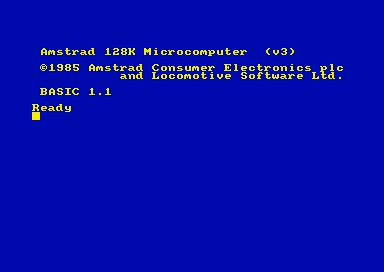 Amstrad 128K Microcomputer  (v3)
©1985 Amstrad Consumer Electronics plc
and Locomotive Software Ltd.
BASIC 1.1
Ready